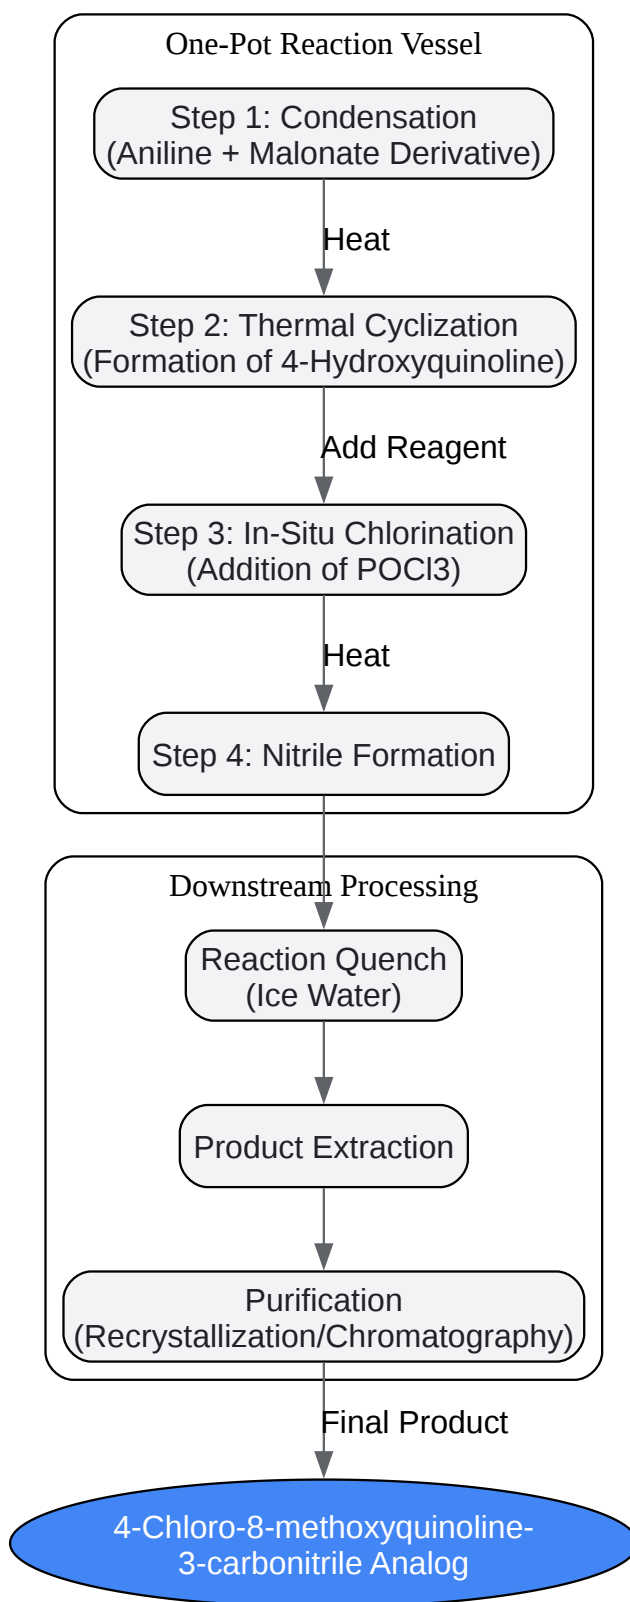 One-Pot Reaction Vessel
Step 1: Condensation
(Aniline + Malonate Derivative)
Heat
Step 2: Thermal Cyclization
(Formation of 4-Hydroxyquinoline)
Add Reagent
Step 3: In-Situ Chlorination
(Addition of POCl3)
Heat
Step 4: Nitrile Formation
Downstream Processing
Reaction Quench
(Ice Water)
Product Extraction
Purification
(Recrystallization/Chromatography)
Final Product
4-Chloro-8-methoxyquinoline-
3-carbonitrile Analog